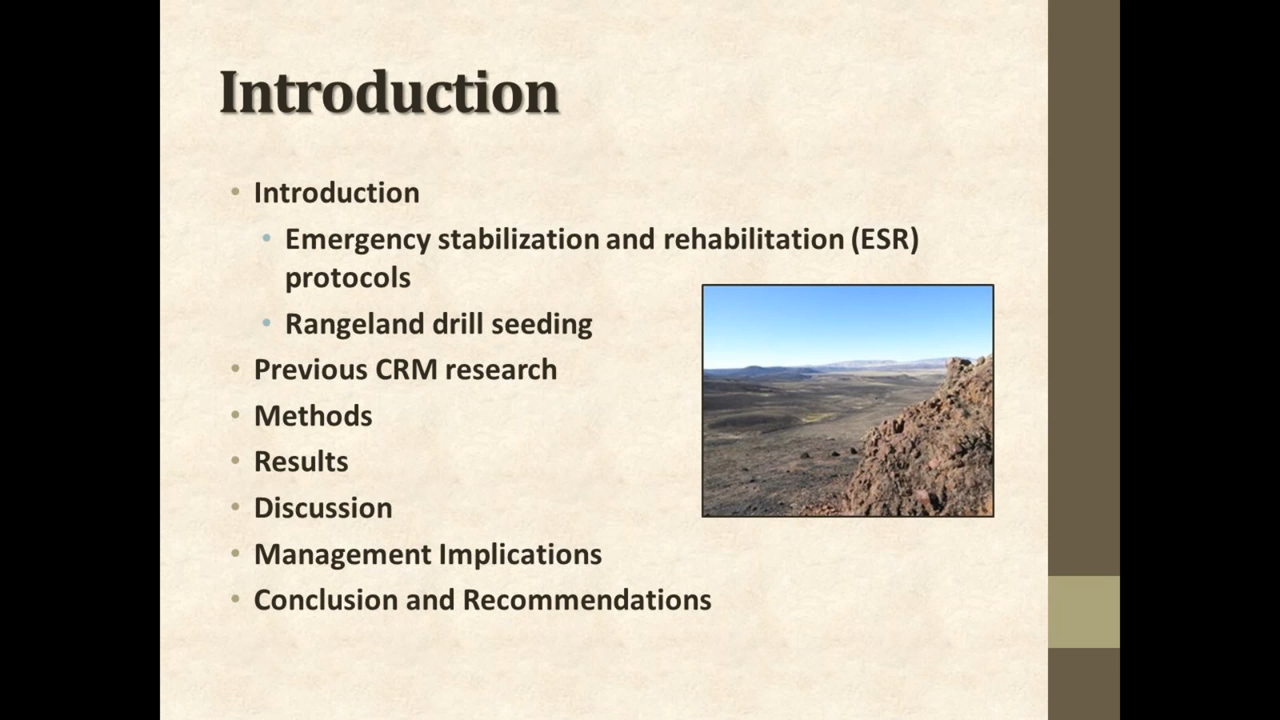 Introduction
Introduction
Emergency stabilization and rehabilitation (ESR)
protocols
Rangeland drill seeding
Previous CRM research
Methods
Results
Discussion
Management Implications
Conclusion and Recommendations